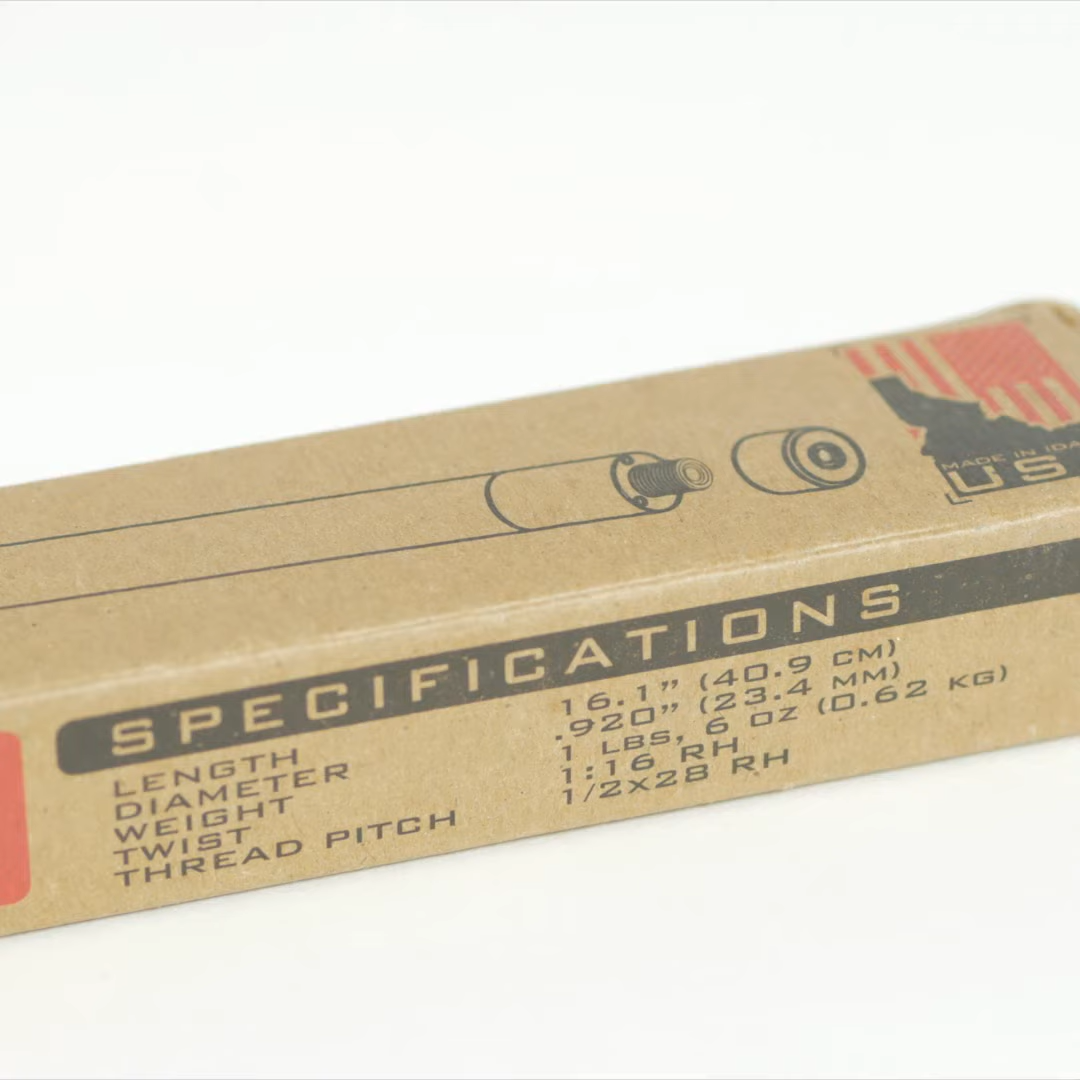 MADE IN IDA
US
SPECIFICATIONS
LENGTH 16.1” (40.9 CM)
DIAMETER .920” (23.4 MM)
WEIGHT 1 LBS, 6 OZ (0.62 KG)
TWIST 1:16 RH
THREAD PITCH 1/2X28 RH